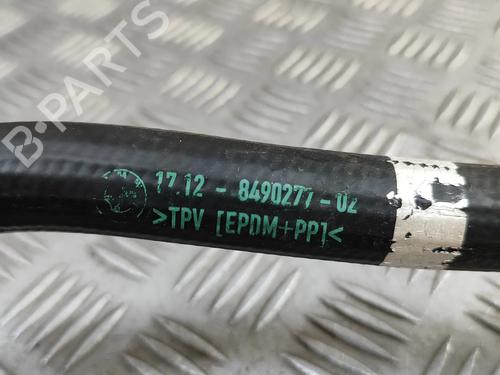 B-PARTS
17.12 - 8490277-02
>TPV [EPDM+PP]<